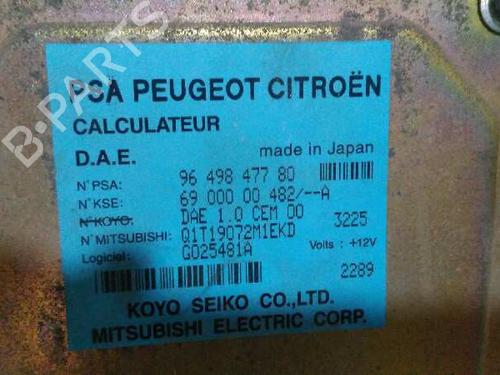 PSA PEUGEOT CITROËN
CALCULATEUR
D.A.E. made in Japan
N° PSA: 96 498 477 80
N° KSE: 69 000 00 482/--A
N° KOYO: DAE 1.0 CEM 00 3225
N° MITSUBISHI: Q1T19072M1EKD
Logiciel: G025481A Volts : +12V
2289
KOYO SEIKO CO.,LTD.
MITSUBISHI ELECTRIC CORP.
B-PARTS